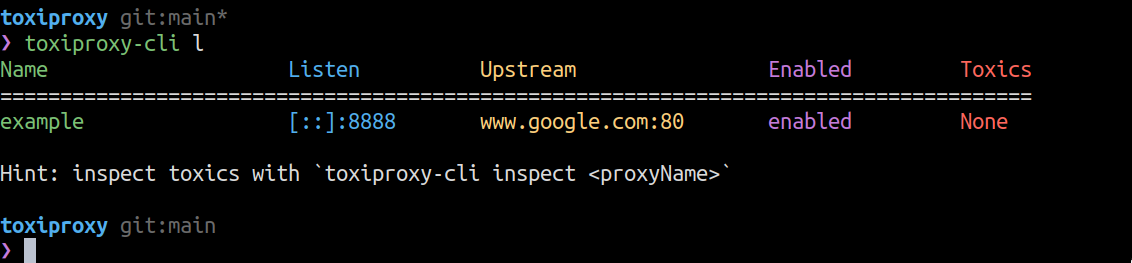 toxiproxy git:main*
❯ toxiproxy-cli l
Name Listen Upstream Enabled Toxics
======================================================================================
example [::]:8888 www.google.com:80 enabled None
Hint: inspect toxics with `toxiproxy-cli inspect <proxyName>`
toxiproxy git:main
❯